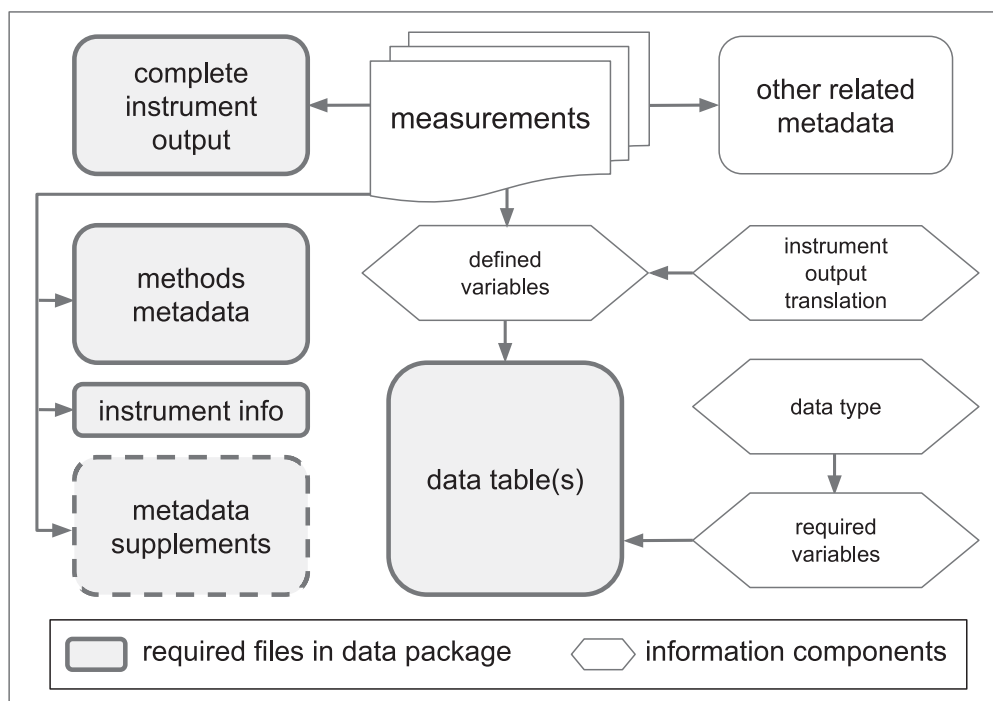 complete
instrument
output
measurements
other related
metadata
methods
metadata
defined
variables
instrument
output
translation
instrument info
data type
data table(s)
metadata
supplements
required
variables
required files in data package
information components